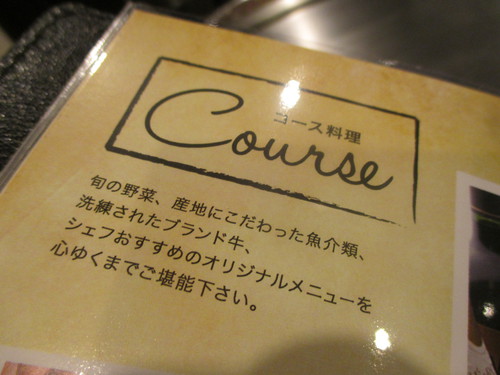 コース料理
Course
旬の野菜、産地にこだわった魚介類、
洗練されたブランド牛、
シェフおすすめのオリジナルメニューを
心ゆくまでご堪能下さい。